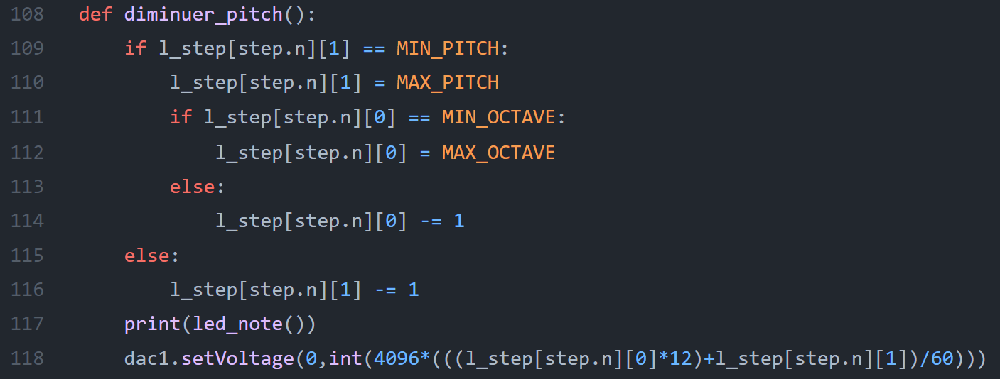 108 def diminuer_pitch():
109 if l_step[step.n][1] == MIN_PITCH:
110 l_step[step.n][1] = MAX_PITCH
111 if l_step[step.n][0] == MIN_OCTAVE:
112 l_step[step.n][0] = MAX_OCTAVE
113 else:
114 l_step[step.n][0] -= 1
115 else:
116 l_step[step.n][1] -= 1
117 print(led_note())
118 dac1.setVoltage(0,int(4096*(((l_step[step.n][0]*12)+l_step[step.n][1])/60)))